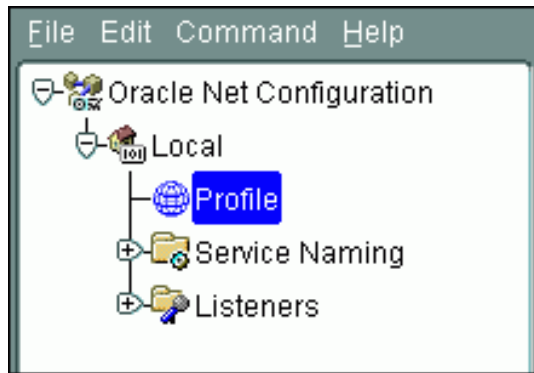 File Edit Command Help
Oracle Net Configuration
Local
Profile
Service Naming
Listeners